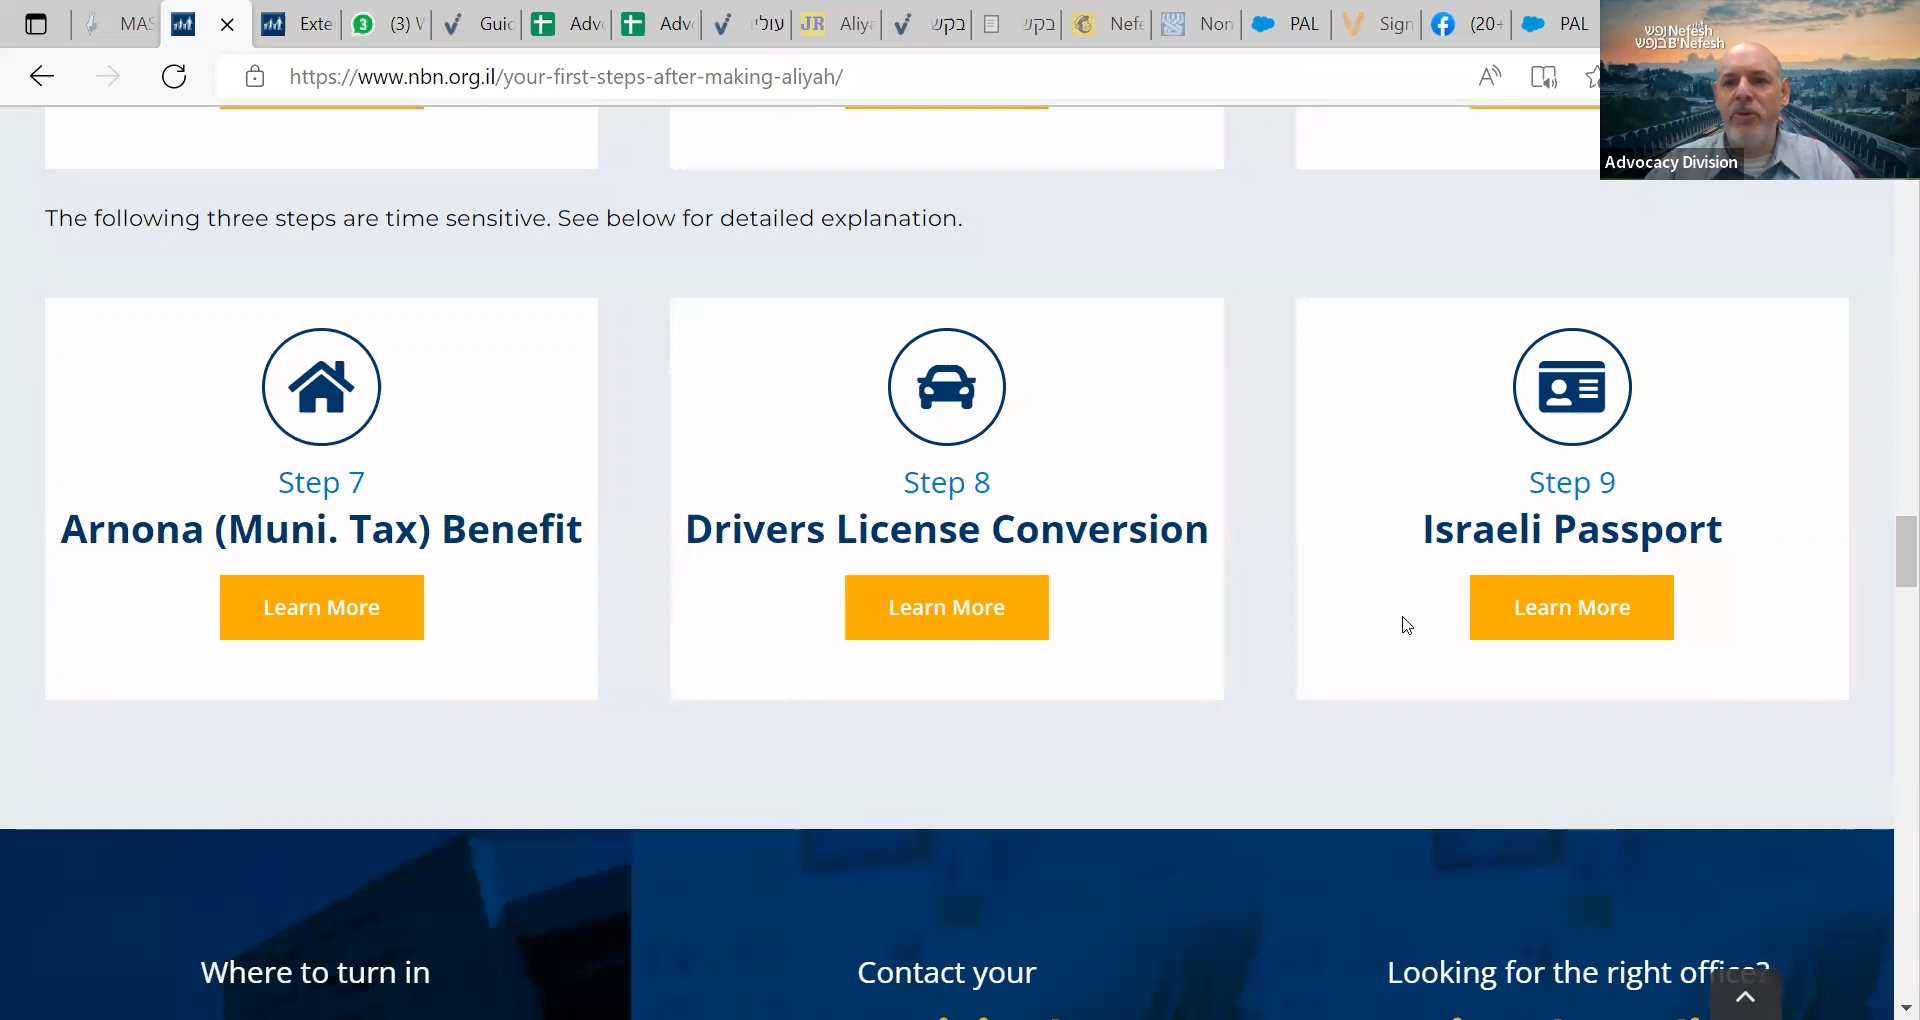 MAS
Exte
(3) V
Guic
Adv
Adv
עולי
JR Aliy
בקש
בקש
Nefe
Non
PAL
Sign
(20+
PAL
https://www.nbn.org.il/your-first-steps-after-making-aliyah/
נפש Nefesh
בנפש B'Nefesh
Advocacy Division
The following three steps are time sensitive. See below for detailed explanation.
Step 7
Arnona (Muni. Tax) Benefit
Learn More
Step 8
Drivers License Conversion
Learn More
Step 9
Israeli Passport
Learn More
Where to turn in
Contact your
Looking for the right office?